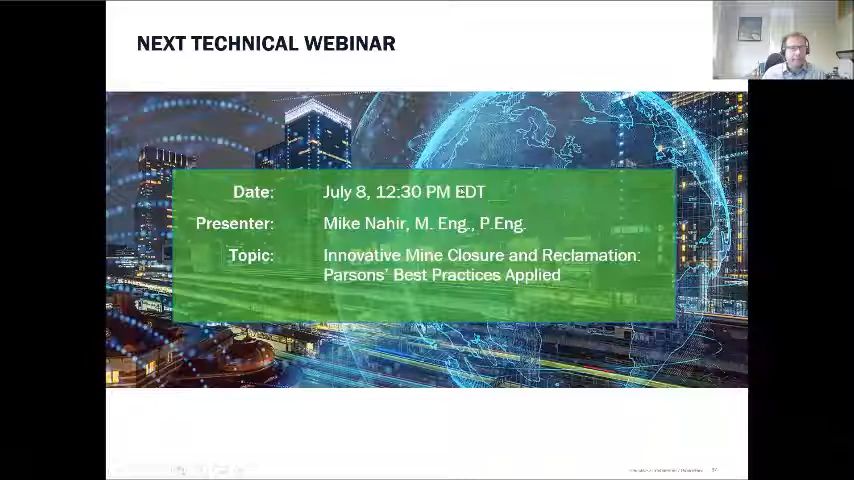 NEXT TECHNICAL WEBINAR
Date: July 8, 12:30 PM EDT
Presenter: Mike Nahir, M. Eng., P.Eng.
Topic: Innovative Mine Closure and Reclamation:
Parsons' Best Practices Applied